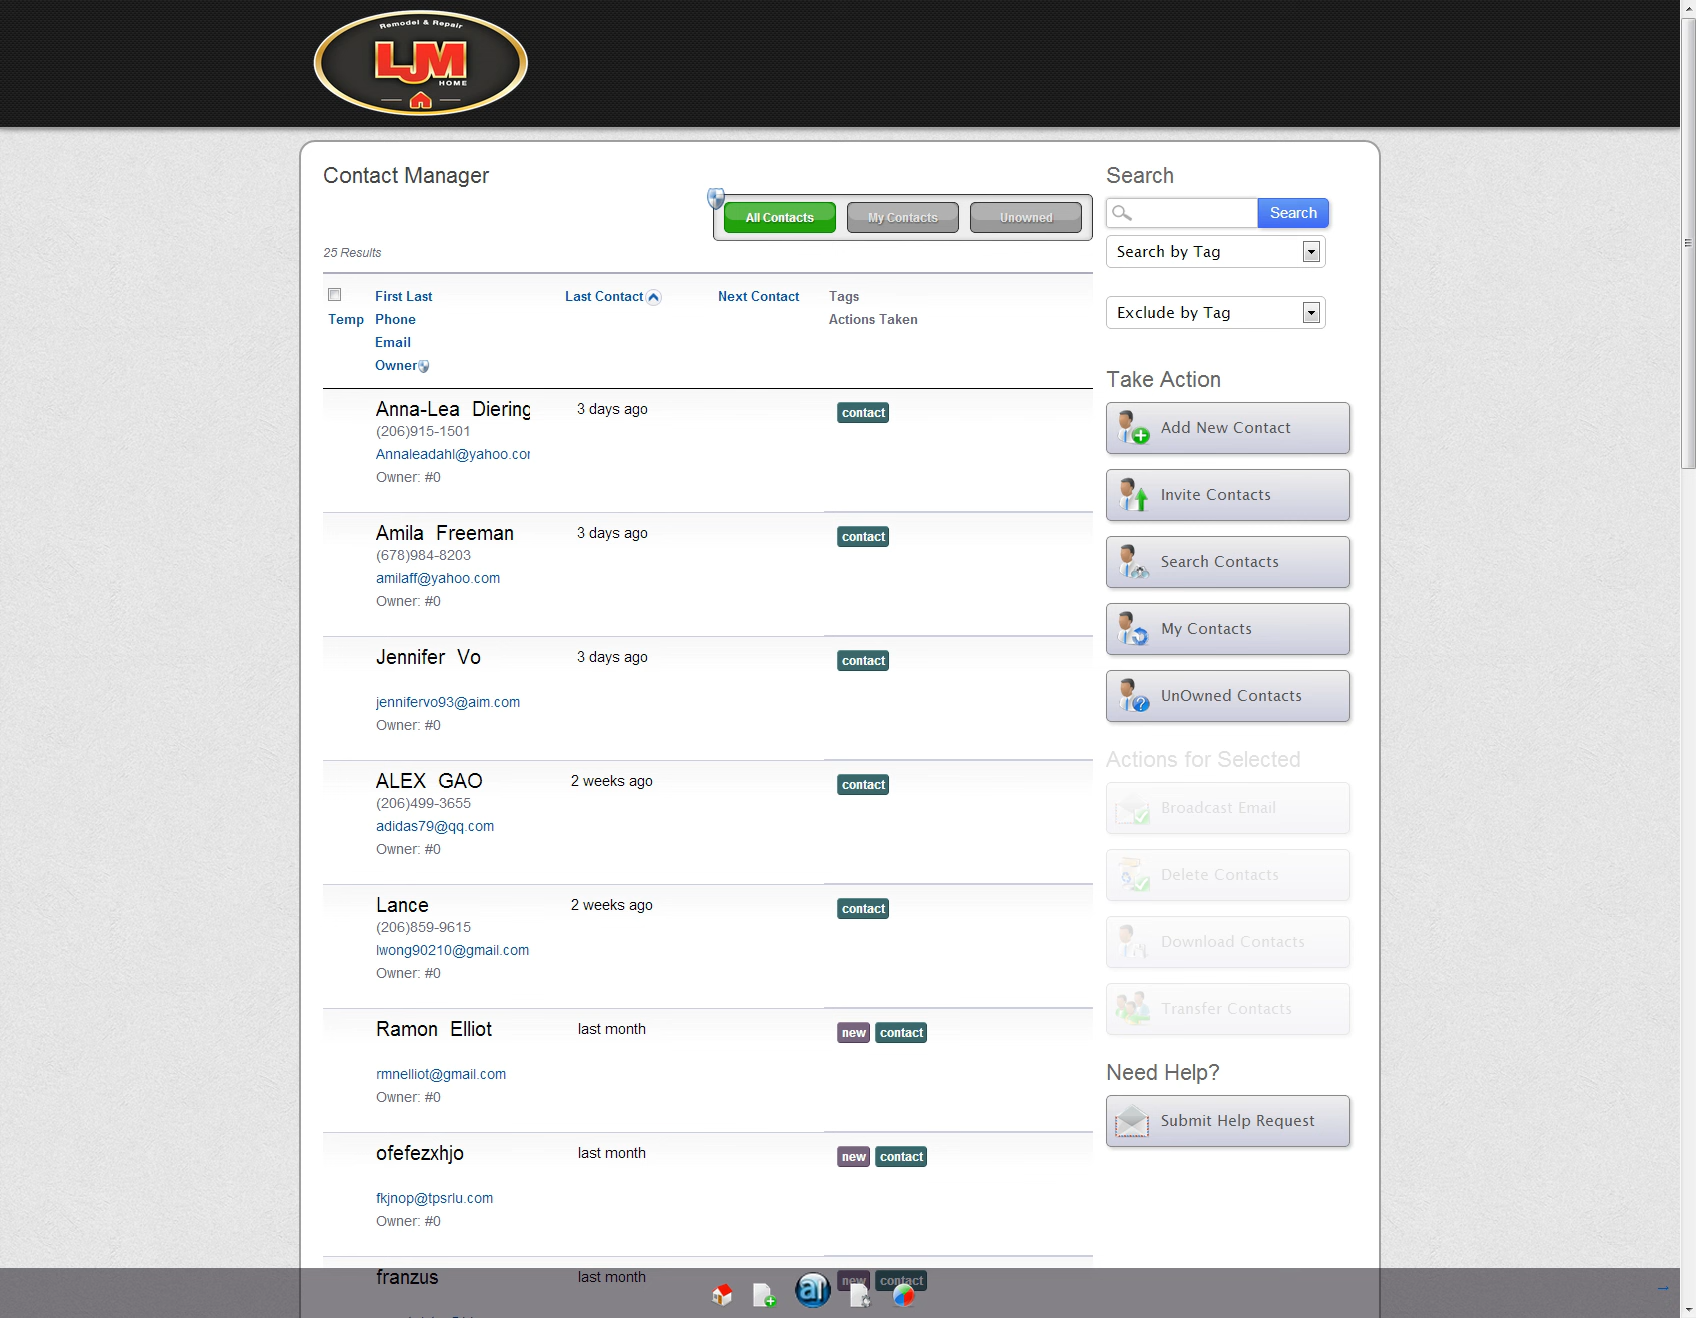 Remodel & Repair
LJM
HOME
Contact Manager
All Contacts
My Contacts
Unowned
25 Results
First Last
Last Contact
Next Contact
Tags
Temp
Phone
Actions Taken
Email
Owner
Anna-Lea Diering
3 days ago
contact
(206)915-1501
Annaleadahl@yahoo.com
Owner: #0
Amila Freeman
3 days ago
contact
(678)984-8203
amilaff@yahoo.com
Owner: #0
Jennifer Vo
3 days ago
contact
jennifervo93@aim.com
Owner: #0
ALEX GAO
2 weeks ago
contact
(206)499-3655
adidas79@qq.com
Owner: #0
Lance
2 weeks ago
contact
(206)859-9615
lwong90210@gmail.com
Owner: #0
Ramon Elliot
last month
new contact
rmnelliot@gmail.com
Owner: #0
ofefezxhjo
last month
new contact
fkjnop@tpsrlu.com
Owner: #0
franzus
last month
new contact
Search
Search
Search by Tag
Exclude by Tag
Take Action
Add New Contact
Invite Contacts
Search Contacts
My Contacts
UnOwned Contacts
Actions for Selected
Broadcast Email
Delete Contacts
Download Contacts
Transfer Contacts
Need Help?
Submit Help Request
ar